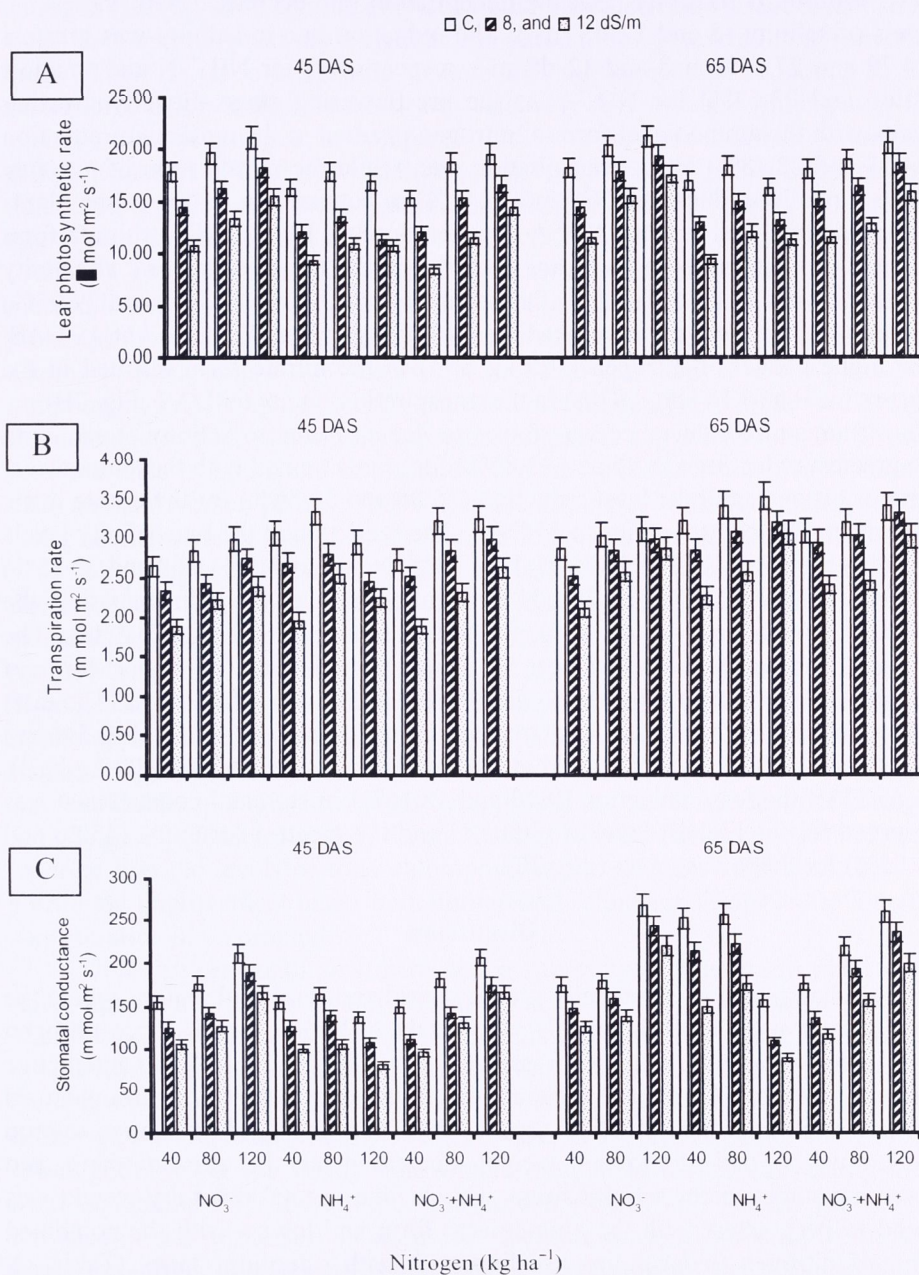 □ C, ▨ 8, and ▒ 12 dS/m
A
45 DAS
65 DAS
Leaf photosynthetic rate
(■ mol m⁻² s⁻¹)
25.00
20.00
15.00
10.00
5.00
0.00
B
45 DAS
65 DAS
Transpiration rate
(m mol m⁻² s⁻¹)
4.00
3.50
3.00
2.50
2.00
1.50
1.00
0.50
0.00
C
45 DAS
65 DAS
Stomatal conductance
(m mol m⁻² s⁻¹)
300
250
200
150
100
50
0
40 80 120 40 80 120 40 80 120 40 80 120 40 80 120 40 80 120
NO₃⁻ NH₄⁺ NO₃⁻+NH₄⁺ NO₃⁻ NH₄⁺ NO₃⁻+NH₄⁺
Nitrogen (kg ha⁻¹)